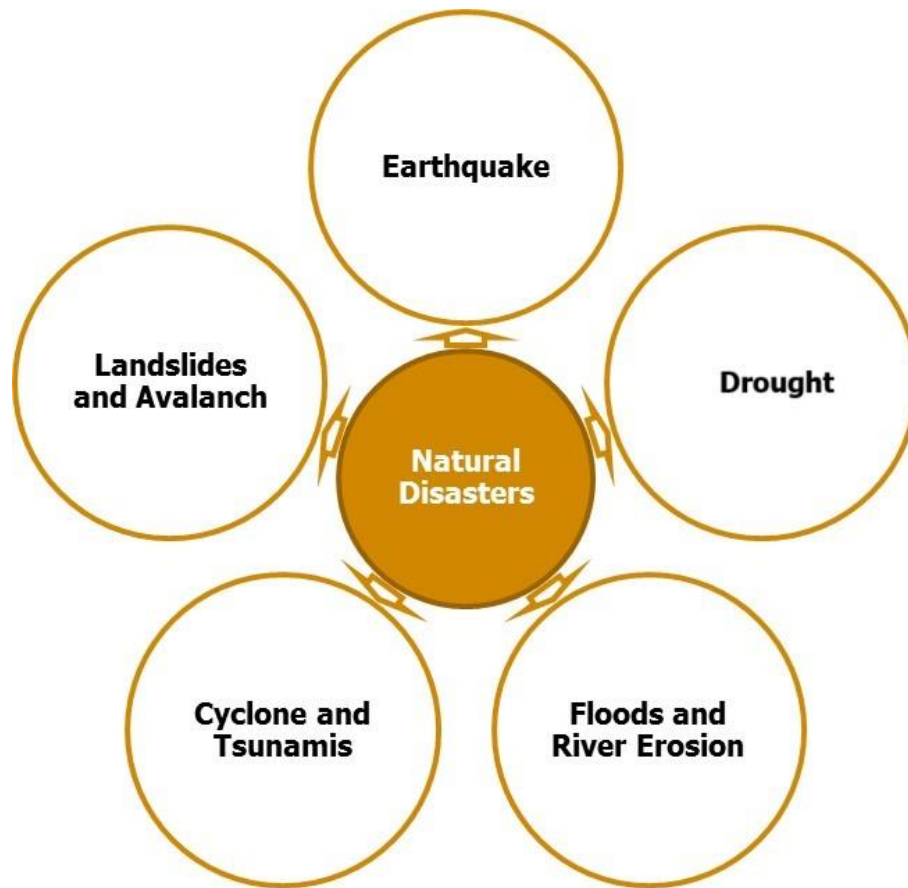 Earthquake
Landslides
and Avalanch
Drought
Natural
Disasters
Cyclone and
Tsunamis
Floods and
River Erosion